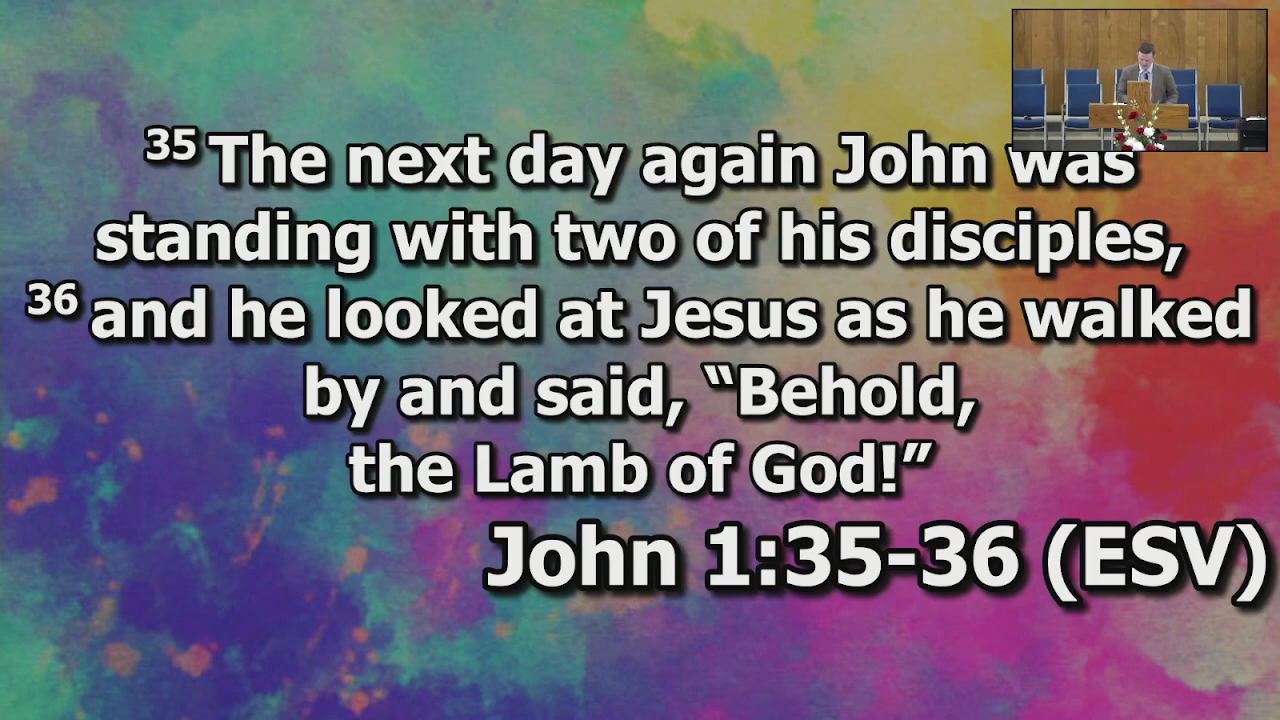 35 The next day again John was
standing with two of his disciples,
36 and he looked at Jesus as he walked
by and said, “Behold,
the Lamb of God!”
John 1:35-36 (ESV)